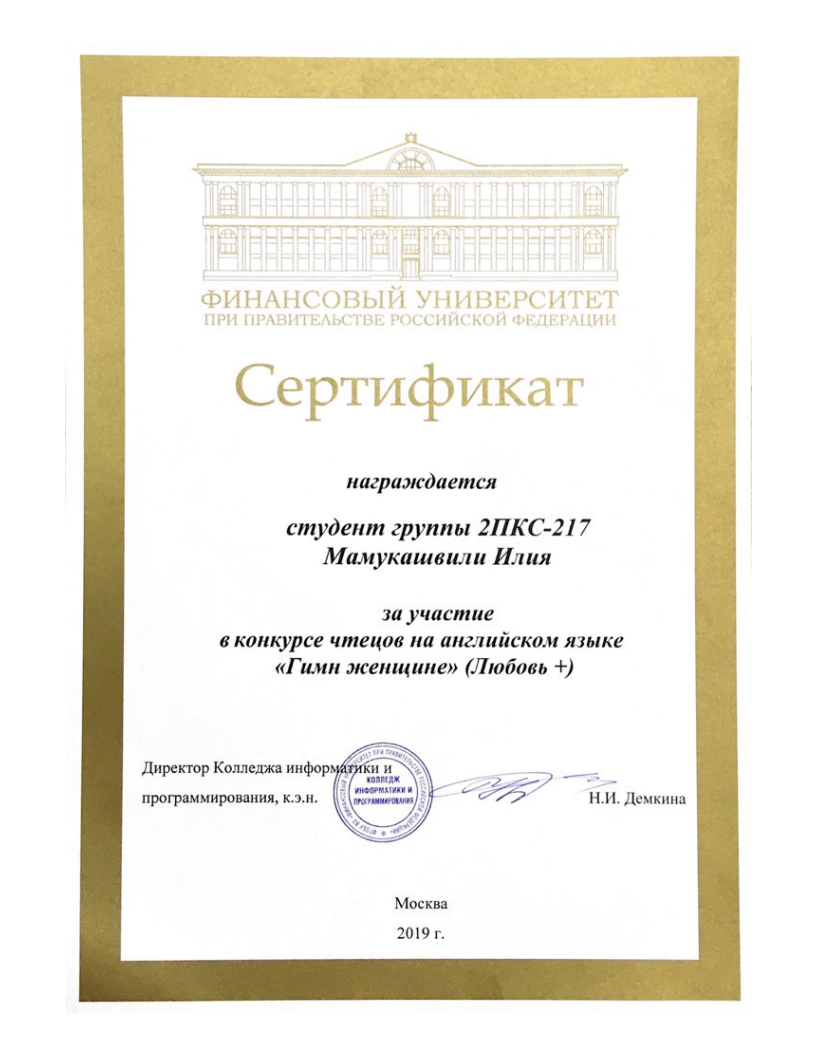 ФИНАНСОВЫЙ УНИВЕРСИТЕТ
ПРИ ПРАВИТЕЛЬСТВЕ РОССИЙСКОЙ ФЕДЕРАЦИИ
Сертификат
награждается
студент группы 2ПКС-217
Мамукашвили Илия
за участие
в конкурсе чтецов на английском языке
«Гимн женщине» (Любовь +)
Директор Колледжа информатики и
программирования, к.э.н.
Н.И. Демкина
КОЛЛЕДЖ
ИНФОРМАТИКИ И
ПРОГРАММИРОВАНИЯ
Москва
2019 г.